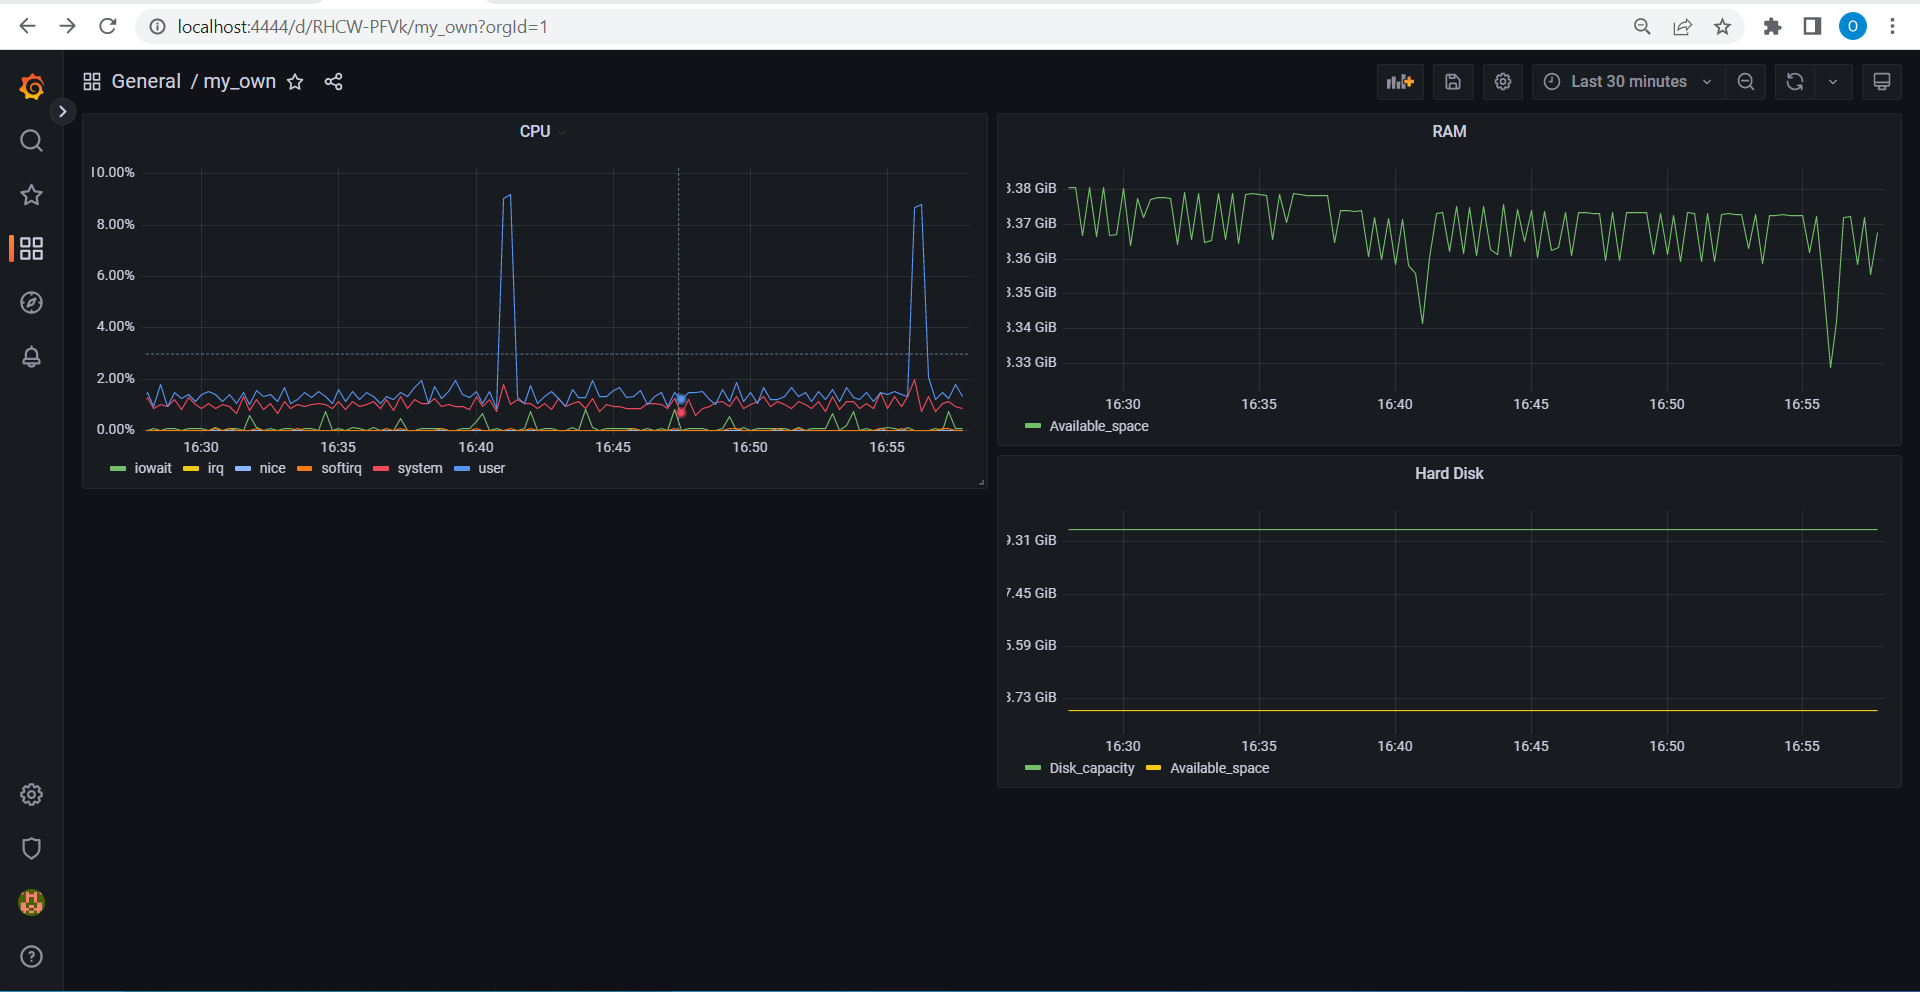 localhost:4444/d/RHCW-PFVk/my_own?orgId=1
O
General / my_own
Last 30 minutes
CPU
10.00%
8.00%
6.00%
4.00%
2.00%
0.00%
16:30 16:35 16:40 16:45 16:50 16:55
iowait irq nice softirq system user
RAM
3.38 GiB
3.37 GiB
3.36 GiB
3.35 GiB
3.34 GiB
3.33 GiB
16:30 16:35 16:40 16:45 16:50 16:55
Available_space
Hard Disk
9.31 GiB
7.45 GiB
5.59 GiB
3.73 GiB
16:30 16:35 16:40 16:45 16:50 16:55
Disk_capacity Available_space